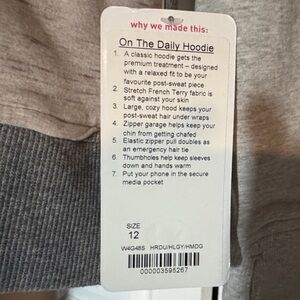 why we made this:
On The Daily Hoodie
1. A classic hoodie gets the
premium treatment – designed
with a relaxed fit to be your
favourite post-sweat piece
2. Stretch French Terry fabric is
soft against your skin
3. Large, cozy hood keeps your
post-sweat hair under wraps
4. Zipper garage helps keep your
chin from getting chafed
5. Elastic zipper pull doubles as
an emergency hair tie
6. Thumbholes help keep sleeves
down and hands warm
7. Put your phone in the secure
media pocket
SIZE
12
W4G48S HRDU/HLGY/HMDG
000003595267